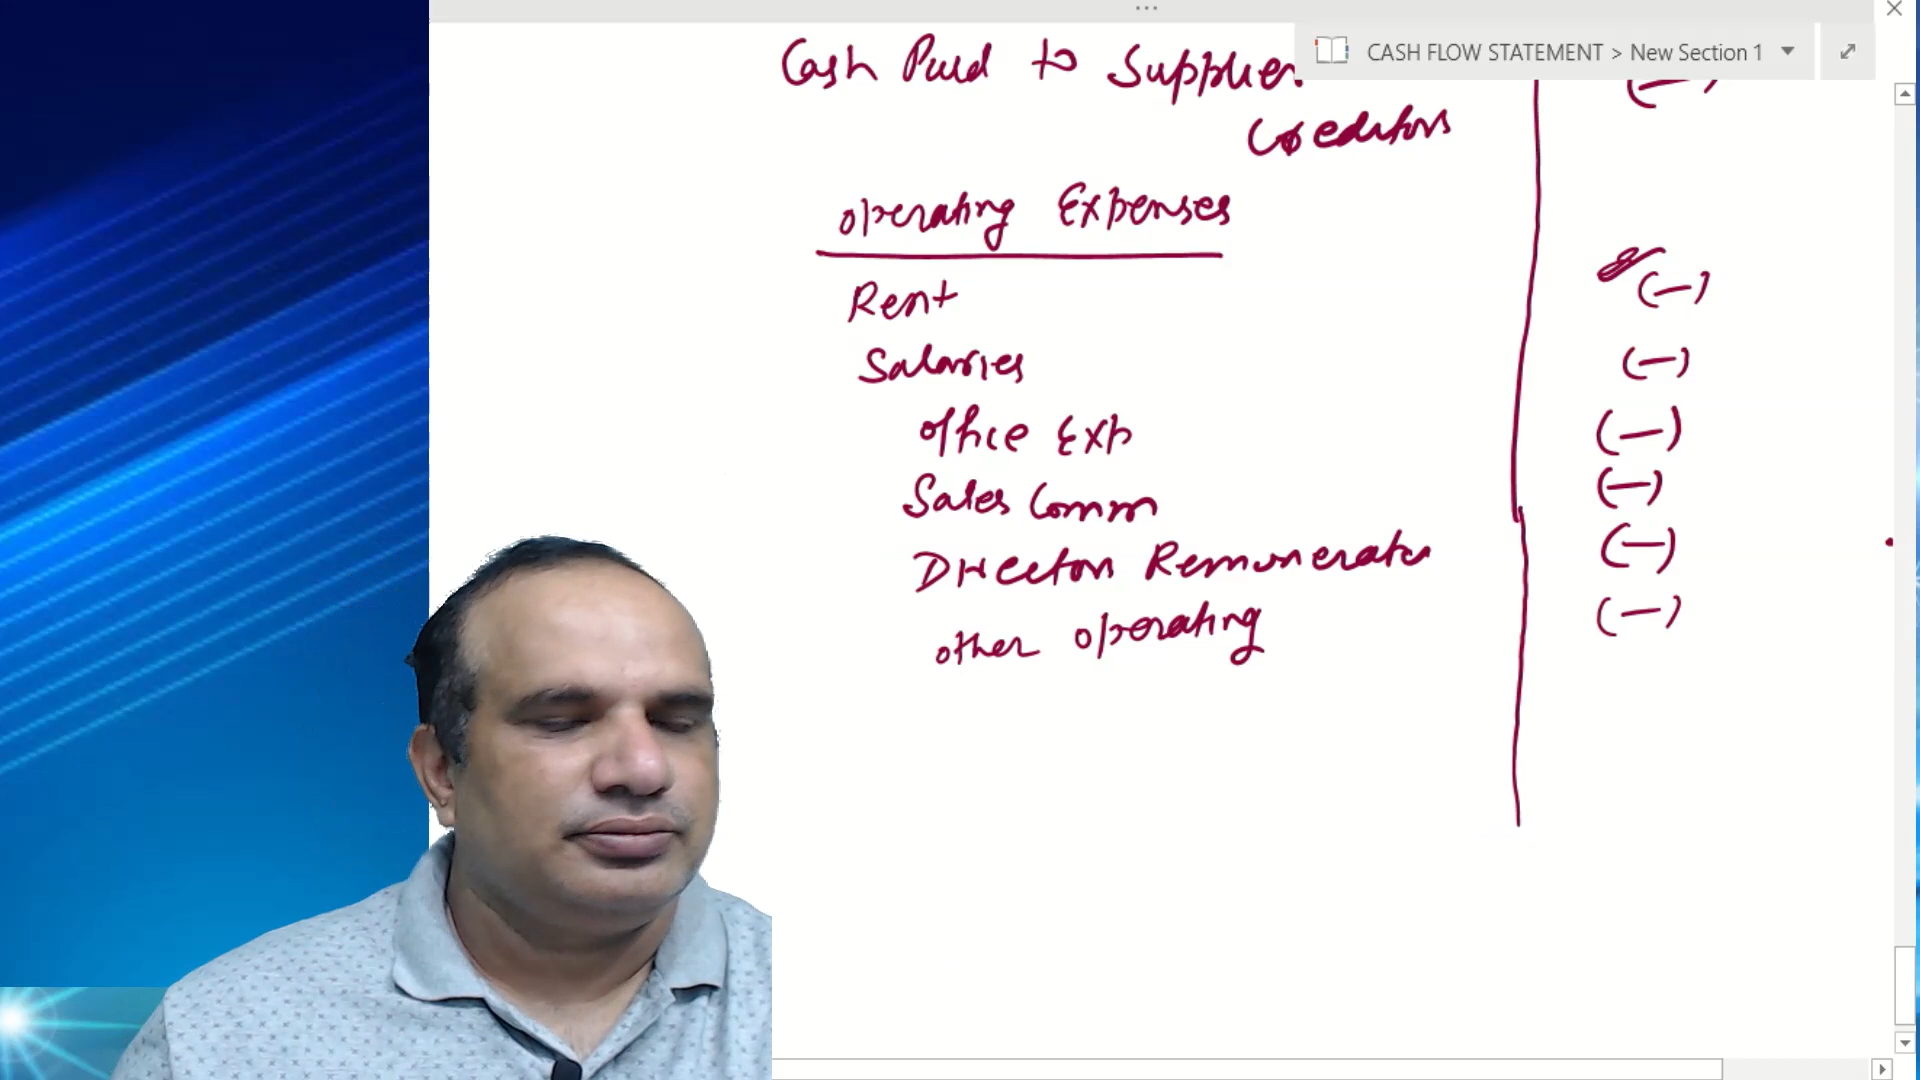 CASH FLOW STATEMENT > New Section 1
Cash Paid to Supplier (—)
Creditors
Operating Expenses
Rent (—)
Salaries (—)
Office Exp (—)
Sales Comm (—)
Director Remuneration (—)
other operating (—)